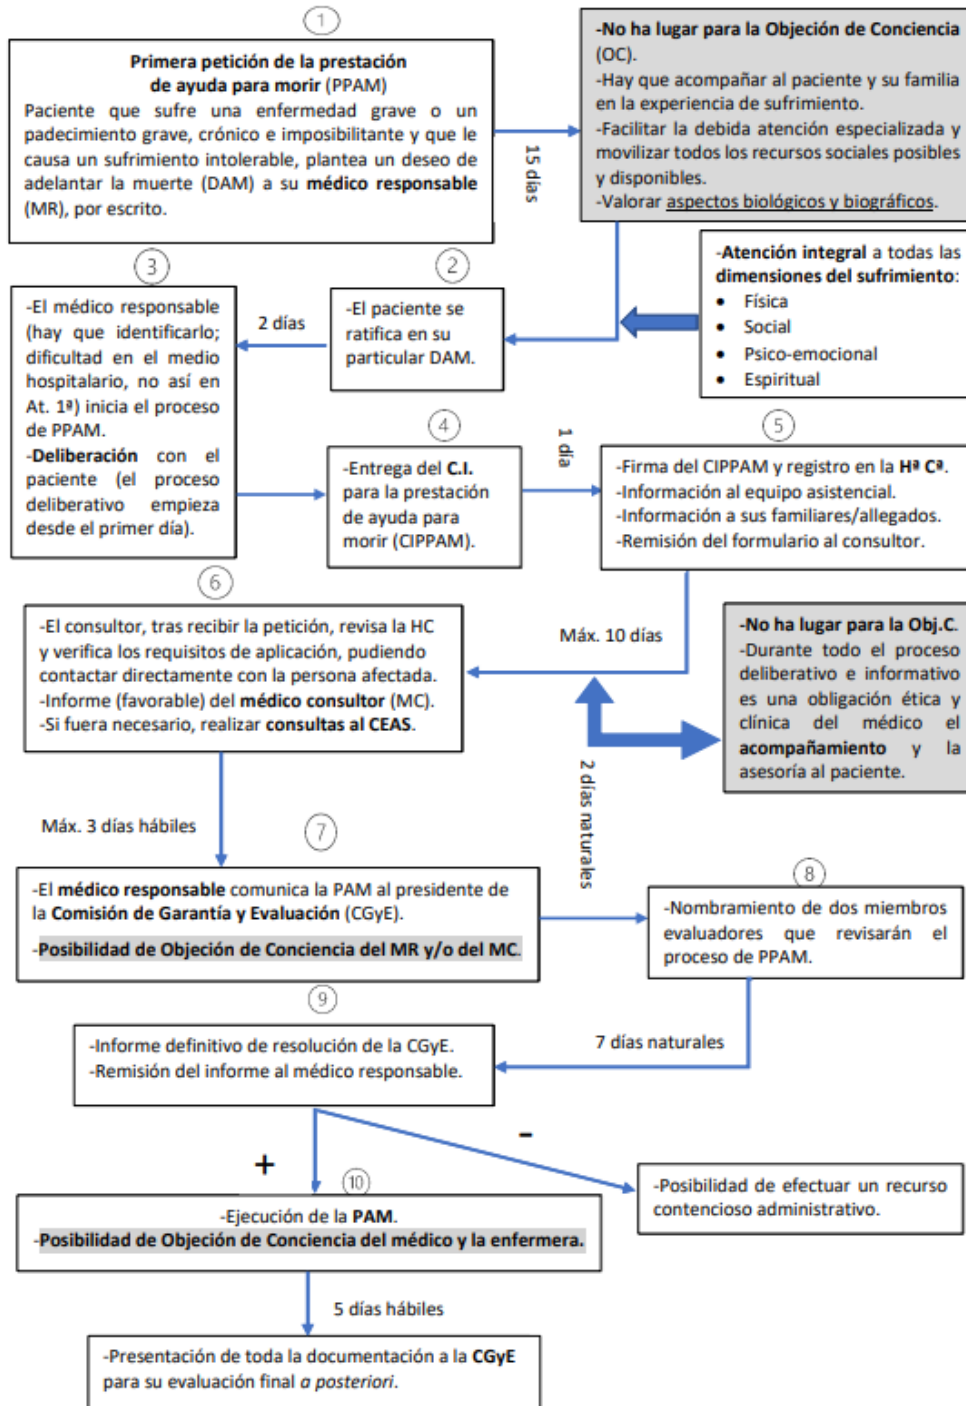 1
Primera petición de la prestación
de ayuda para morir (PPAM)
Paciente que sufre una enfermedad grave o un
padecimiento grave, crónico e imposibilitante y que le
causa un sufrimiento intolerable, plantea un deseo de
adelantar la muerte (DAM) a su médico responsable
(MR), por escrito.
15 días
-No ha lugar para la Objeción de Conciencia
(OC).
-Hay que acompañar al paciente y su familia
en la experiencia de sufrimiento.
-Facilitar la debida atención especializada y
movilizar todos los recursos sociales posibles
y disponibles.
-Valorar aspectos biológicos y biográficos.
-Atención integral a todas las
dimensiones del sufrimiento:
• Física
• Social
• Psico-emocional
• Espiritual
2
-El paciente se
ratifica en su
particular DAM.
2 días
3
-El médico responsable
(hay que identificarlo;
dificultad en el medio
hospitalario, no así en
At. 1ª) inicia el proceso
de PPAM.
-Deliberación con el
paciente (el proceso
deliberativo empieza
desde el primer día).
4
-Entrega del C.I.
para la prestación
de ayuda para
morir (CIPPAM).
1 día
5
-Firma del CIPPAM y registro en la Hª Cª.
-Información al equipo asistencial.
-Información a sus familiares/allegados.
-Remisión del formulario al consultor.
Máx. 10 días
6
-El consultor, tras recibir la petición, revisa la HC
y verifica los requisitos de aplicación, pudiendo
contactar directamente con la persona afectada.
-Informe (favorable) del médico consultor (MC).
-Si fuera necesario, realizar consultas al CEAS.
-No ha lugar para la Obj.C.
-Durante todo el proceso
deliberativo e informativo
es una obligación ética y
clínica del médico el
acompañamiento y la
asesoría al paciente.
Máx. 3 días hábiles
7
-El médico responsable comunica la PAM al presidente de
la Comisión de Garantía y Evaluación (CGyE).
-Posibilidad de Objeción de Conciencia del MR y/o del MC.
2 días naturales
8
-Nombramiento de dos miembros
evaluadores que revisarán el
proceso de PPAM.
7 días naturales
9
-Informe definitivo de resolución de la CGyE.
-Remisión del informe al médico responsable.
+
-
-Posibilidad de efectuar un recurso
contencioso administrativo.
10
-Ejecución de la PAM.
-Posibilidad de Objeción de Conciencia del médico y la enfermera.
5 días hábiles
-Presentación de toda la documentación a la CGyE
para su evaluación final a posteriori.